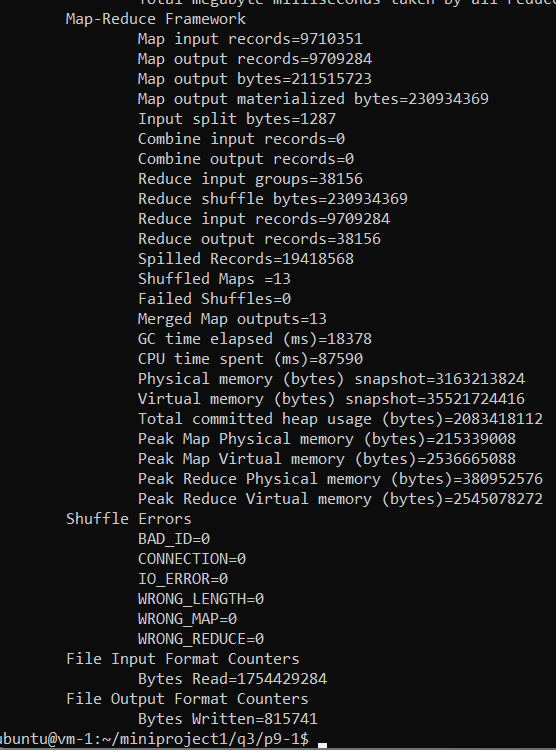 Total megabyte-milliseconds taken by all reduce
Map-Reduce Framework
Map input records=9710351
Map output records=9709284
Map output bytes=211515723
Map output materialized bytes=230934369
Input split bytes=1287
Combine input records=0
Combine output records=0
Reduce input groups=38156
Reduce shuffle bytes=230934369
Reduce input records=9709284
Reduce output records=38156
Spilled Records=19418568
Shuffled Maps =13
Failed Shuffles=0
Merged Map outputs=13
GC time elapsed (ms)=18378
CPU time spent (ms)=87590
Physical memory (bytes) snapshot=3163213824
Virtual memory (bytes) snapshot=35521724416
Total committed heap usage (bytes)=2083418112
Peak Map Physical memory (bytes)=215339008
Peak Map Virtual memory (bytes)=2536665088
Peak Reduce Physical memory (bytes)=380952576
Peak Reduce Virtual memory (bytes)=2545078272
Shuffle Errors
BAD_ID=0
CONNECTION=0
IO_ERROR=0
WRONG_LENGTH=0
WRONG_MAP=0
WRONG_REDUCE=0
File Input Format Counters
Bytes Read=1754429284
File Output Format Counters
Bytes Written=815741
ubuntu@vm-1:~/miniproject1/q3/p9-1$